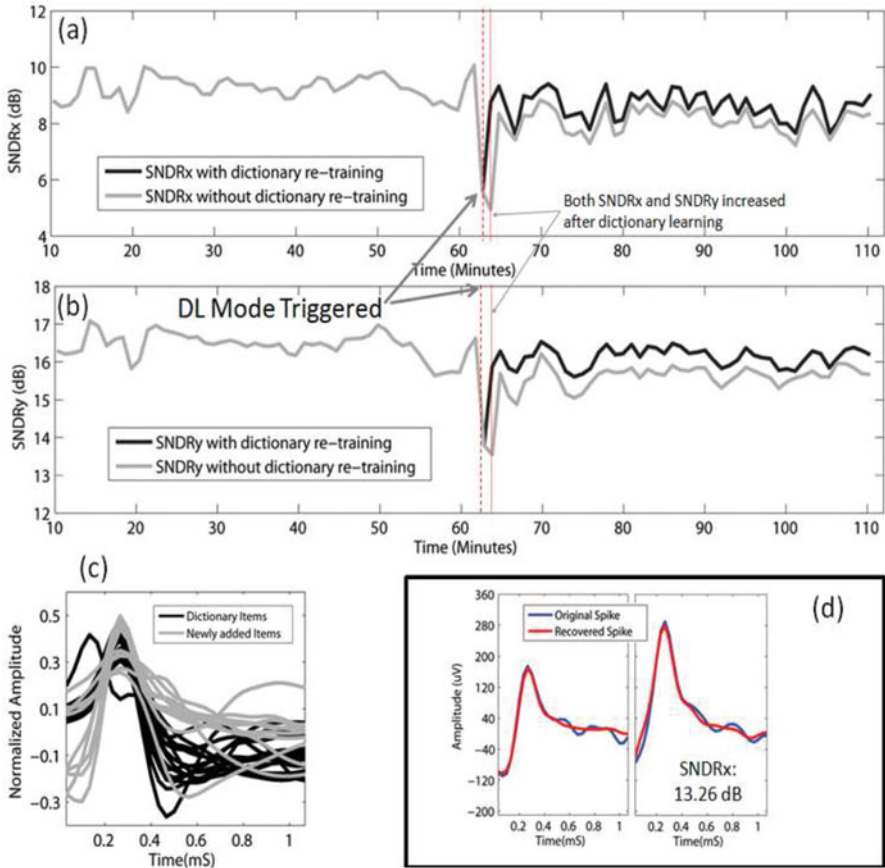 (a)
12
10
8
6
4
SNDRx (dB)
SNDRx with dictionary re-training
SNDRx without dictionary re-training
Both SNDRx and SNDRy increased
after dictionary learning
10 20 30 40 50 60 70 80 90 100 110
Time (Minutes)
DL Mode Triggered
(b)
18
17
16
15
14
13
12
SNDRy (dB)
SNDRy with dictionary re-training
SNDRy without dictionary re-training
10 20 30 40 50 60 70 80 90 100 110
Time (Minutes)
(c)
0.5
0.3
0.1
-0.1
-0.3
Normalized Amplitude
Dictionary Items
Newly added Items
0.2 0.4 0.6 0.8 1
Time(mS)
(d)
360
280
200
120
40
-40
-120
-200
Amplitude (uV)
Original Spike
Recovered Spike
SNDRx:
13.26 dB
0.2 0.4 0.6 0.8 1
Time(mS)
0.2 0.4 0.6 0.8 1
Time(mS)